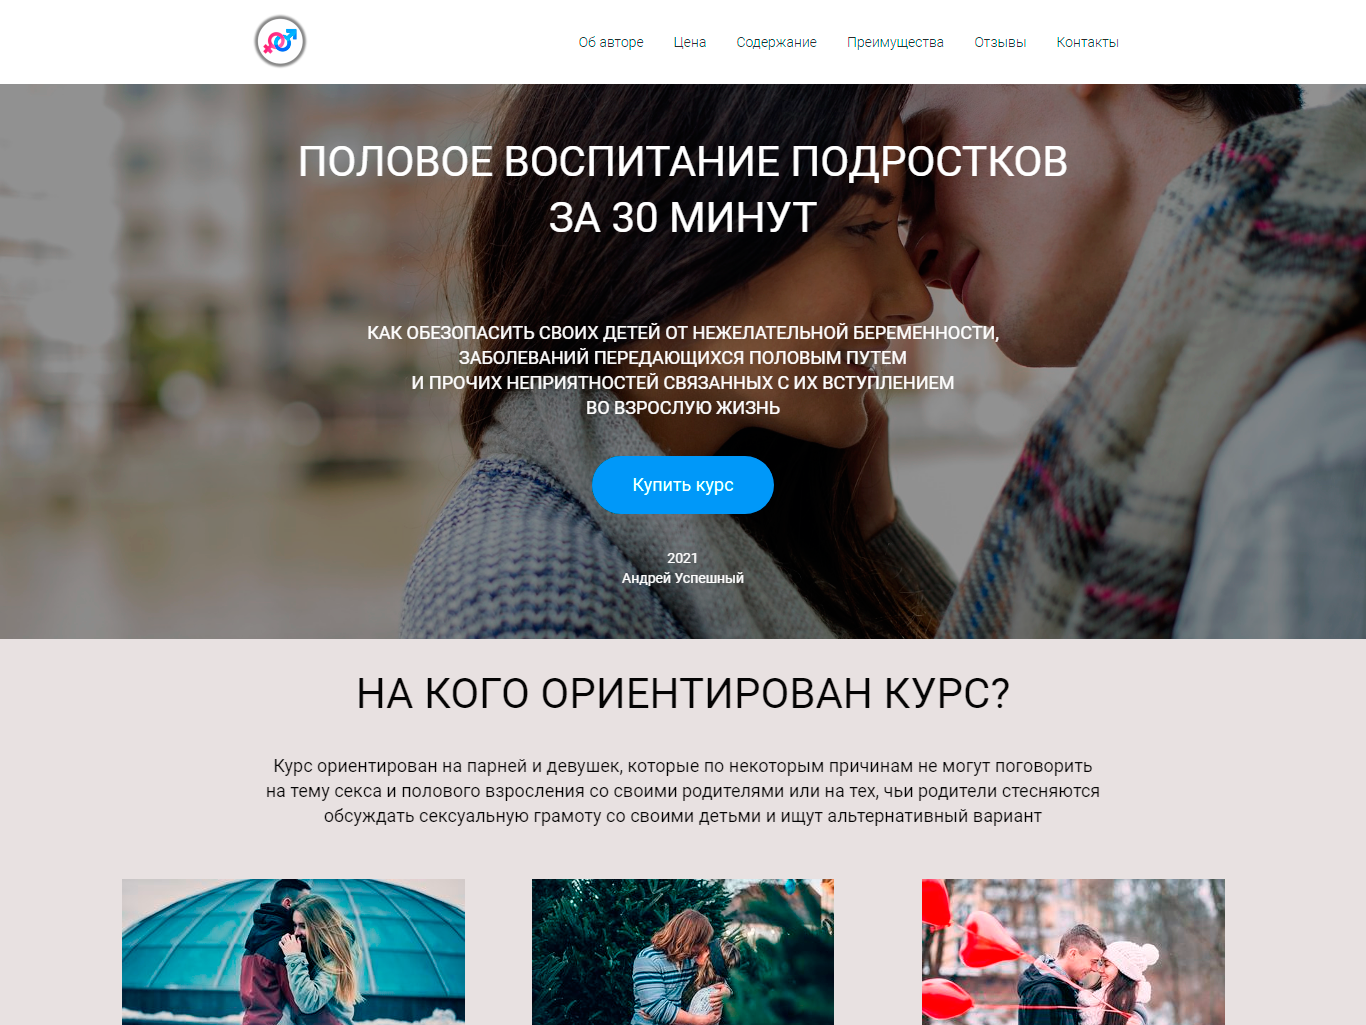 Об авторе Цена Содержание Преимущества Отзывы Контакты
ПОЛОВОЕ ВОСПИТАНИЕ ПОДРОСТКОВ
ЗА 30 МИНУТ
КАК ОБЕЗОПАСИТЬ СВОИХ ДЕТЕЙ ОТ НЕЖЕЛАТЕЛЬНОЙ БЕРЕМЕННОСТИ,
ЗАБОЛЕВАНИЙ ПЕРЕДАЮЩИХСЯ ПОЛОВЫМ ПУТЕМ
И ПРОЧИХ НЕПРИЯТНОСТЕЙ СВЯЗАННЫХ С ИХ ВСТУПЛЕНИЕМ
ВО ВЗРОСЛУЮ ЖИЗНЬ
Купить курс
2021
Андрей Успешный
НА КОГО ОРИЕНТИРОВАН КУРС?
Курс ориентирован на парней и девушек, которые по некоторым причинам не могут поговорить
на тему секса и полового взросления со своими родителями или на тех, чьи родители стесняются
обсуждать сексуальную грамоту со своими детьми и ищут альтернативный вариант